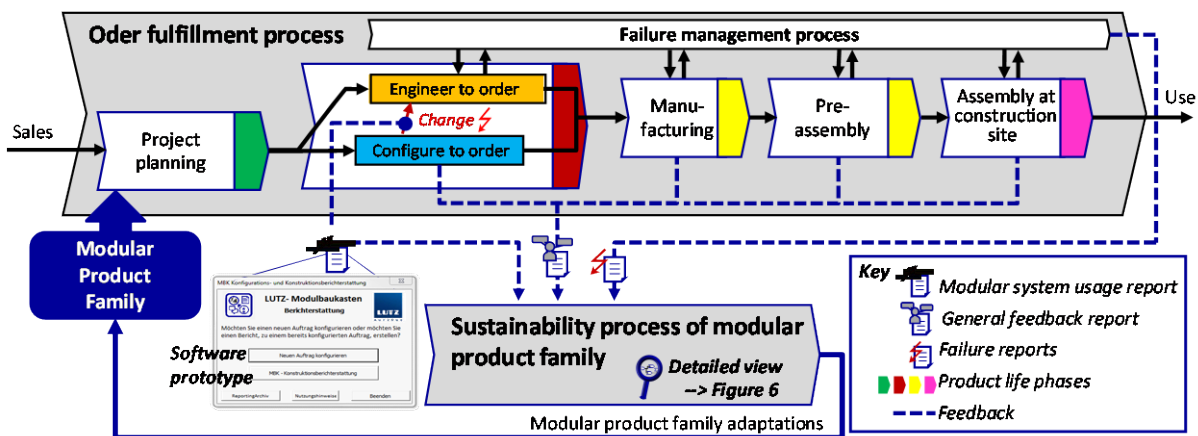 Oder fulfillment process
Failure management process
Sales
Project
planning
Engineer to order
Change
Configure to order
Manu-
facturing
Pre-
assembly
Assembly at
construction
site
Use
Modular
Product
Family
Software
prototype
MBK Konfigurations- und Konstruktionsberichterstattung
LUTZ- Modulbaukasten
Berichterstattung
LUTZ
Möchten Sie einen neuen Auftrag konfigurieren oder möchten Sie
einen Bericht, zu einem bereits konfigurierten Auftrag, erstellen?
Neuen Auftrag konfigurieren
MBK - Konstruktionsberichterstattung
ReportingArchiv
Nutzungshinweise
Beenden
Sustainability process of modular
product family
Detailed view
--> Figure 6
Modular product family adaptations
Key
Modular system usage report
General feedback report
Failure reports
Product life phases
Feedback